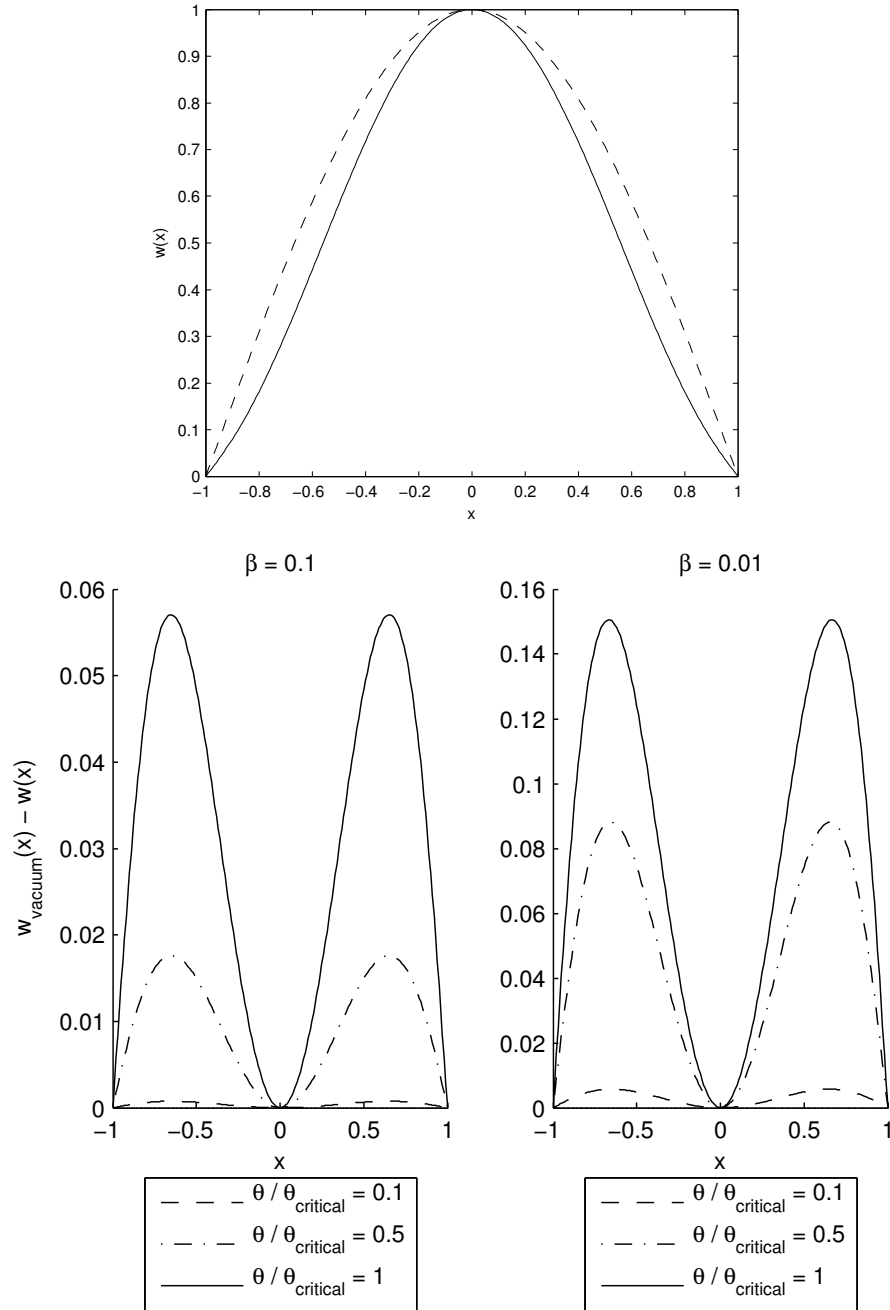 1
0.9
0.8
0.7
0.6
0.5
0.4
0.3
0.2
0.1
0
w(x)
−1 −0.8 −0.6 −0.4 −0.2 0 0.2 0.4 0.6 0.8 1
x
β = 0.1
0.06
0.05
0.04
0.03
0.02
0.01
0
w_vacuum(x) − w(x)
−1 −0.5 0 0.5 1
x
θ / θ_critical = 0.1
θ / θ_critical = 0.5
θ / θ_critical = 1
β = 0.01
0.16
0.14
0.12
0.1
0.08
0.06
0.04
0.02
0
−1 −0.5 0 0.5 1
x
θ / θ_critical = 0.1
θ / θ_critical = 0.5
θ / θ_critical = 1